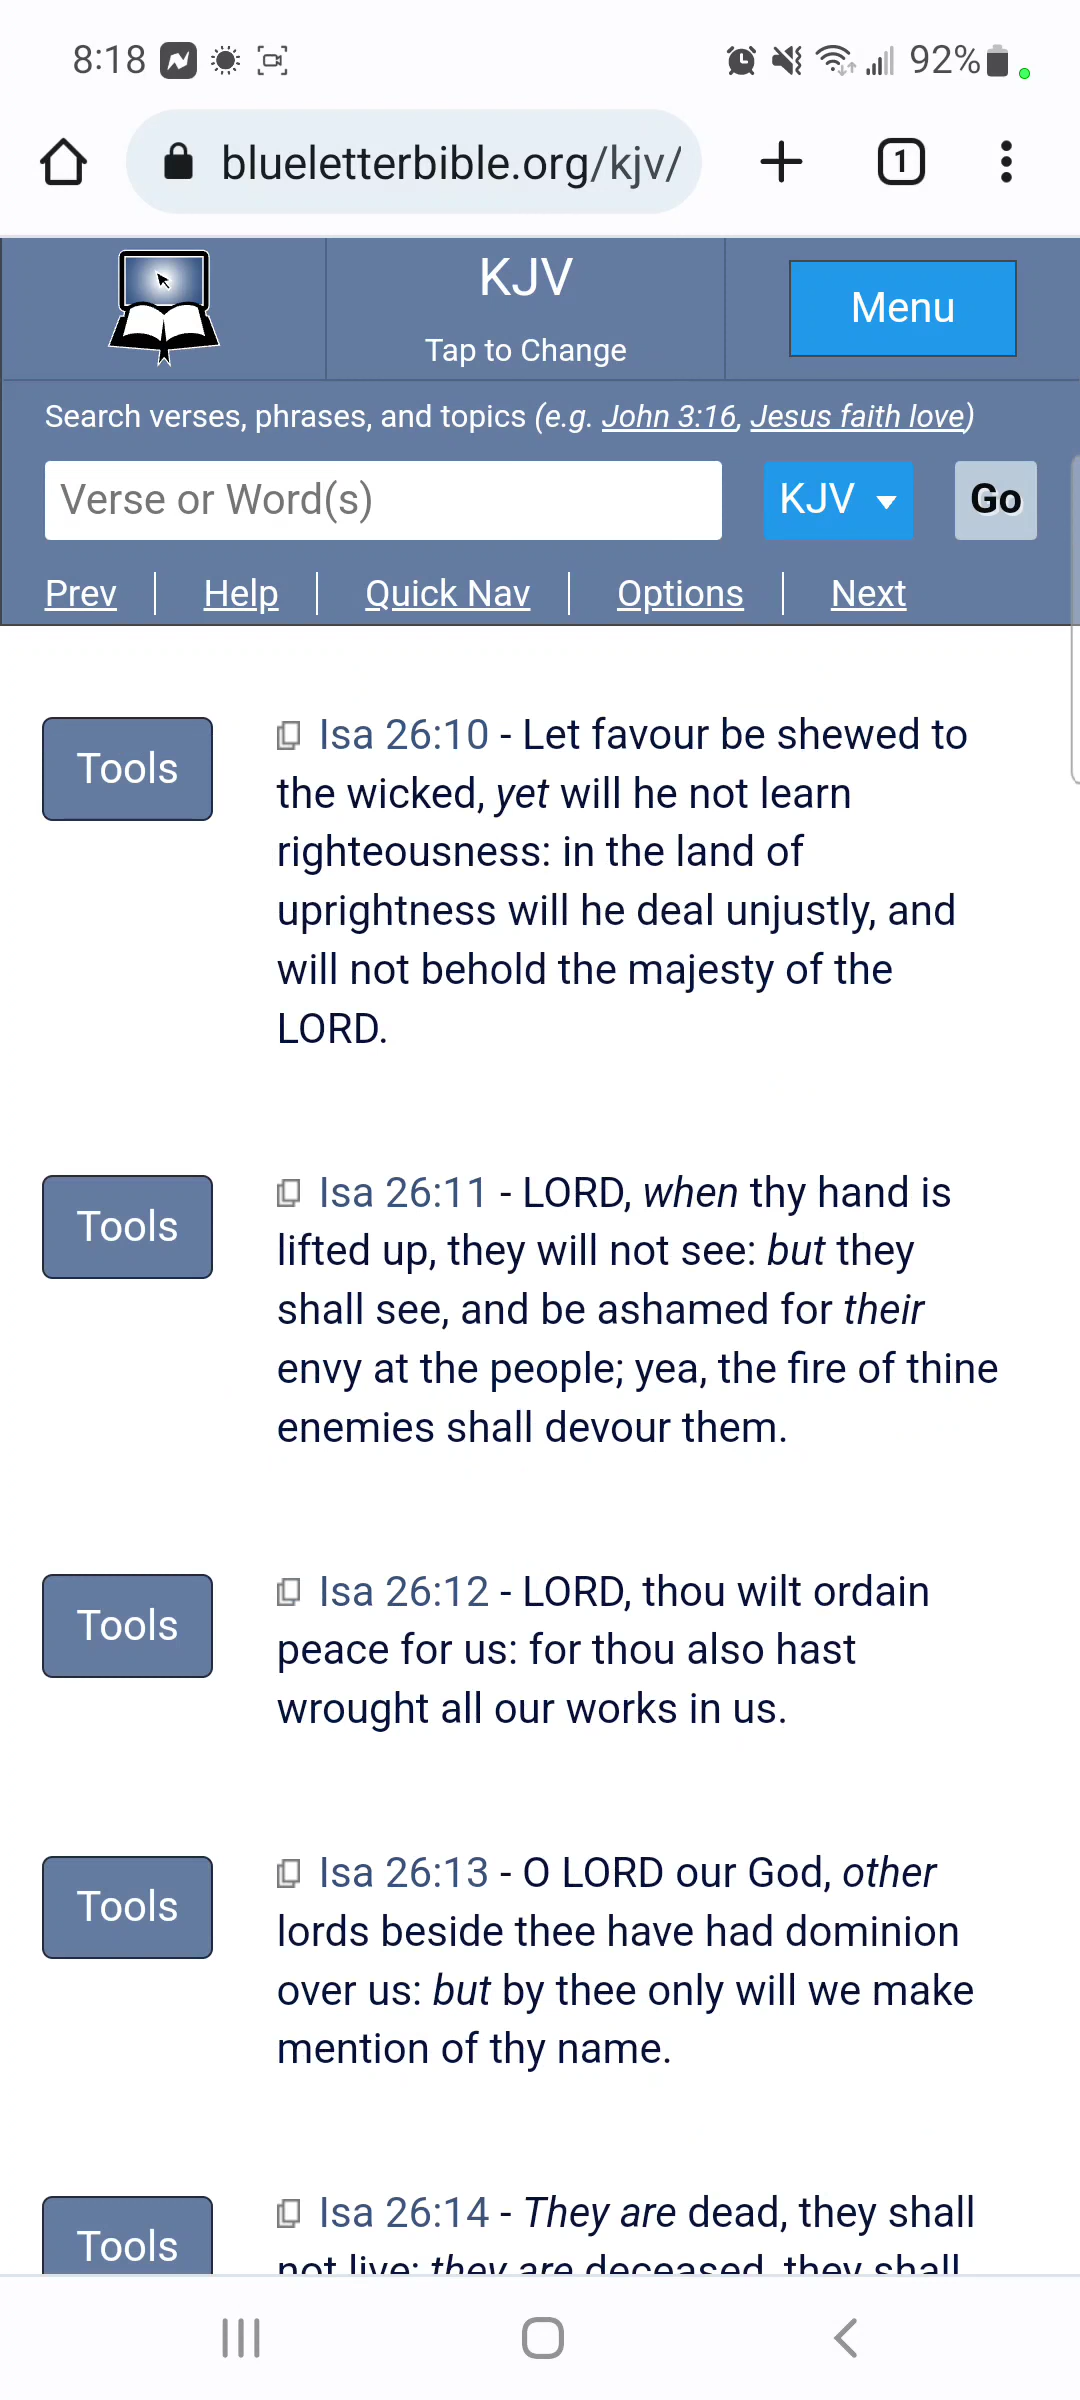 8:18 92%
blueletterbible.org/kjv/ 1
KJV
Tap to Change
Menu
Search verses, phrases, and topics (e.g. John 3:16, Jesus faith love)
Verse or Word(s) KJV Go
Prev Help Quick Nav Options Next
Tools Isa 26:10 - Let favour be shewed to
the wicked, yet will he not learn
righteousness: in the land of
uprightness will he deal unjustly, and
will not behold the majesty of the
LORD.
Tools Isa 26:11 - LORD, when thy hand is
lifted up, they will not see: but they
shall see, and be ashamed for their
envy at the people; yea, the fire of thine
enemies shall devour them.
Tools Isa 26:12 - LORD, thou wilt ordain
peace for us: for thou also hast
wrought all our works in us.
Tools Isa 26:13 - O LORD our God, other
lords beside thee have had dominion
over us: but by thee only will we make
mention of thy name.
Tools Isa 26:14 - They are dead, they shall
not live; they are deceased, they shall